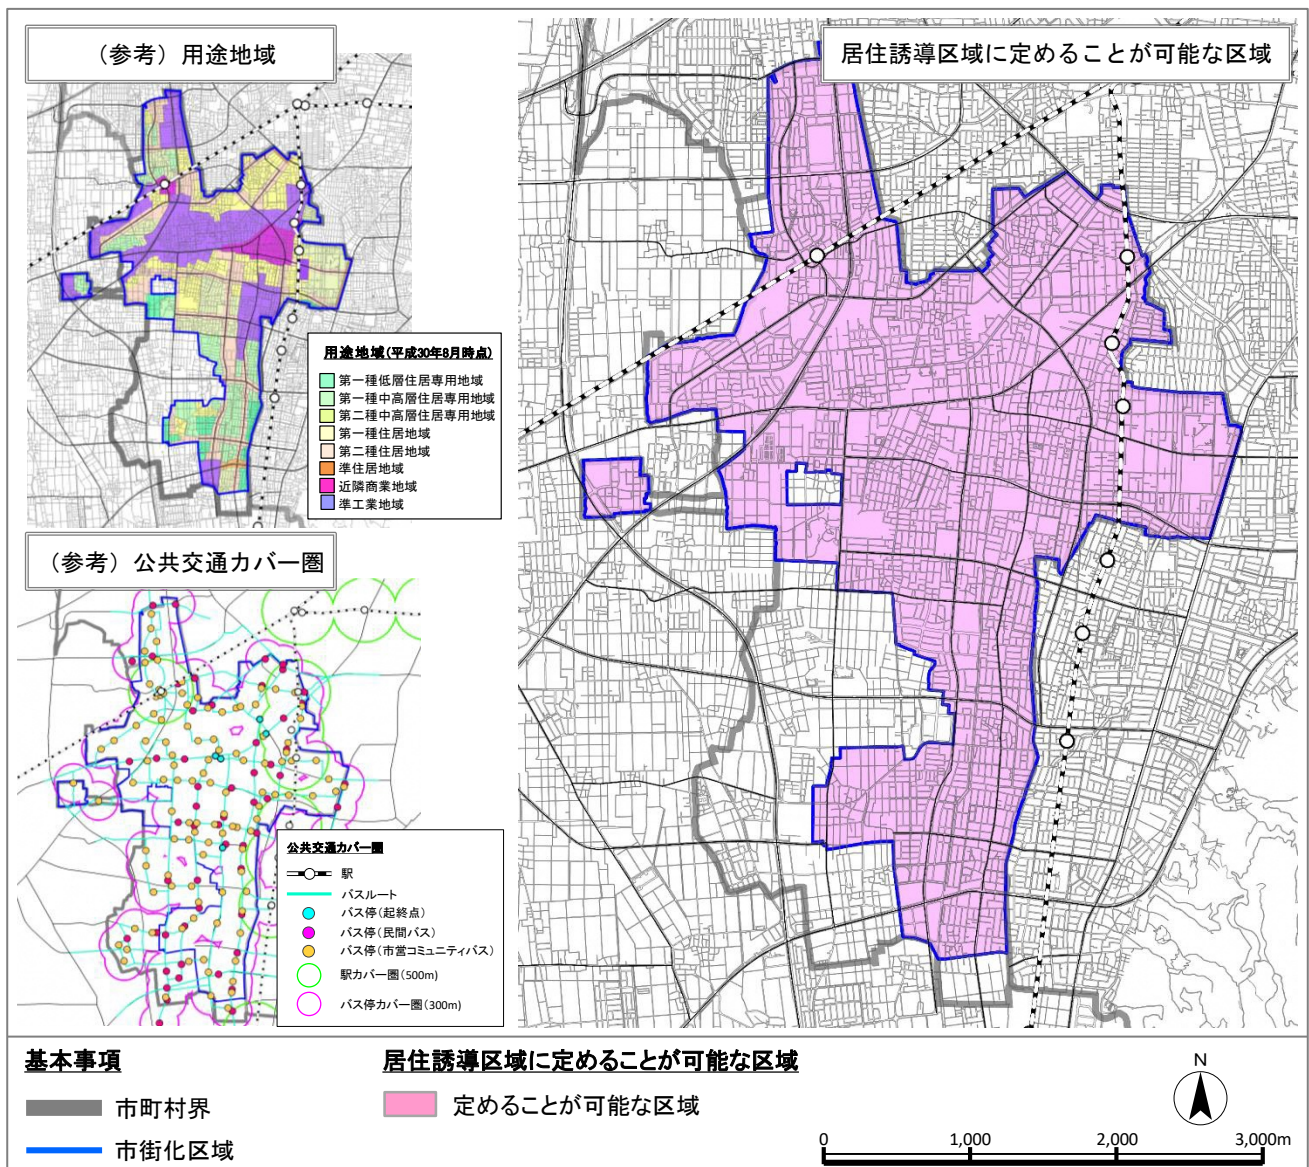 （参考）用途地域
用途地域(平成30年8月時点)
第一種低層住居専用地域
第一種中高層住居専用地域
第二種中高層住居専用地域
第一種住居地域
第二種住居地域
準住居地域
近隣商業地域
準工業地域
（参考）公共交通カバー圏
公共交通カバー圏
駅
バスルート
バス停(起終点)
バス停(民間バス)
バス停(市営コミュニティバス)
駅カバー圏(500m)
バス停カバー圏(300m)
居住誘導区域に定めることが可能な区域
基本事項
市町村界
市街化区域
居住誘導区域に定めることが可能な区域
定めることが可能な区域
N
0 1,000 2,000 3,000m